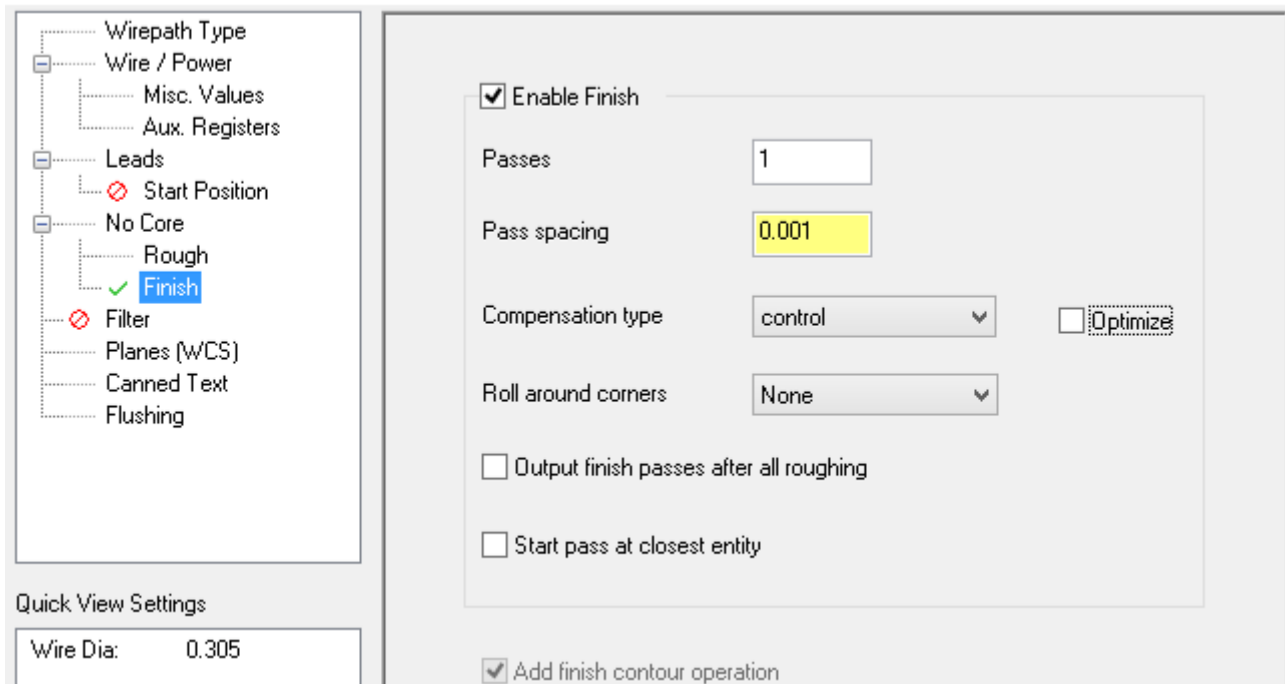 Wirepath Type
Wire / Power
Misc. Values
Aux. Registers
Leads
Start Position
No Core
Rough
Finish
Filter
Planes (WCS)
Canned Text
Flushing
Quick View Settings
Wire Dia: 0.305
Enable Finish
Passes 1
Pass spacing 0.001
Compensation type control Optimize
Roll around corners None
Output finish passes after all roughing
Start pass at closest entity
Add finish contour operation